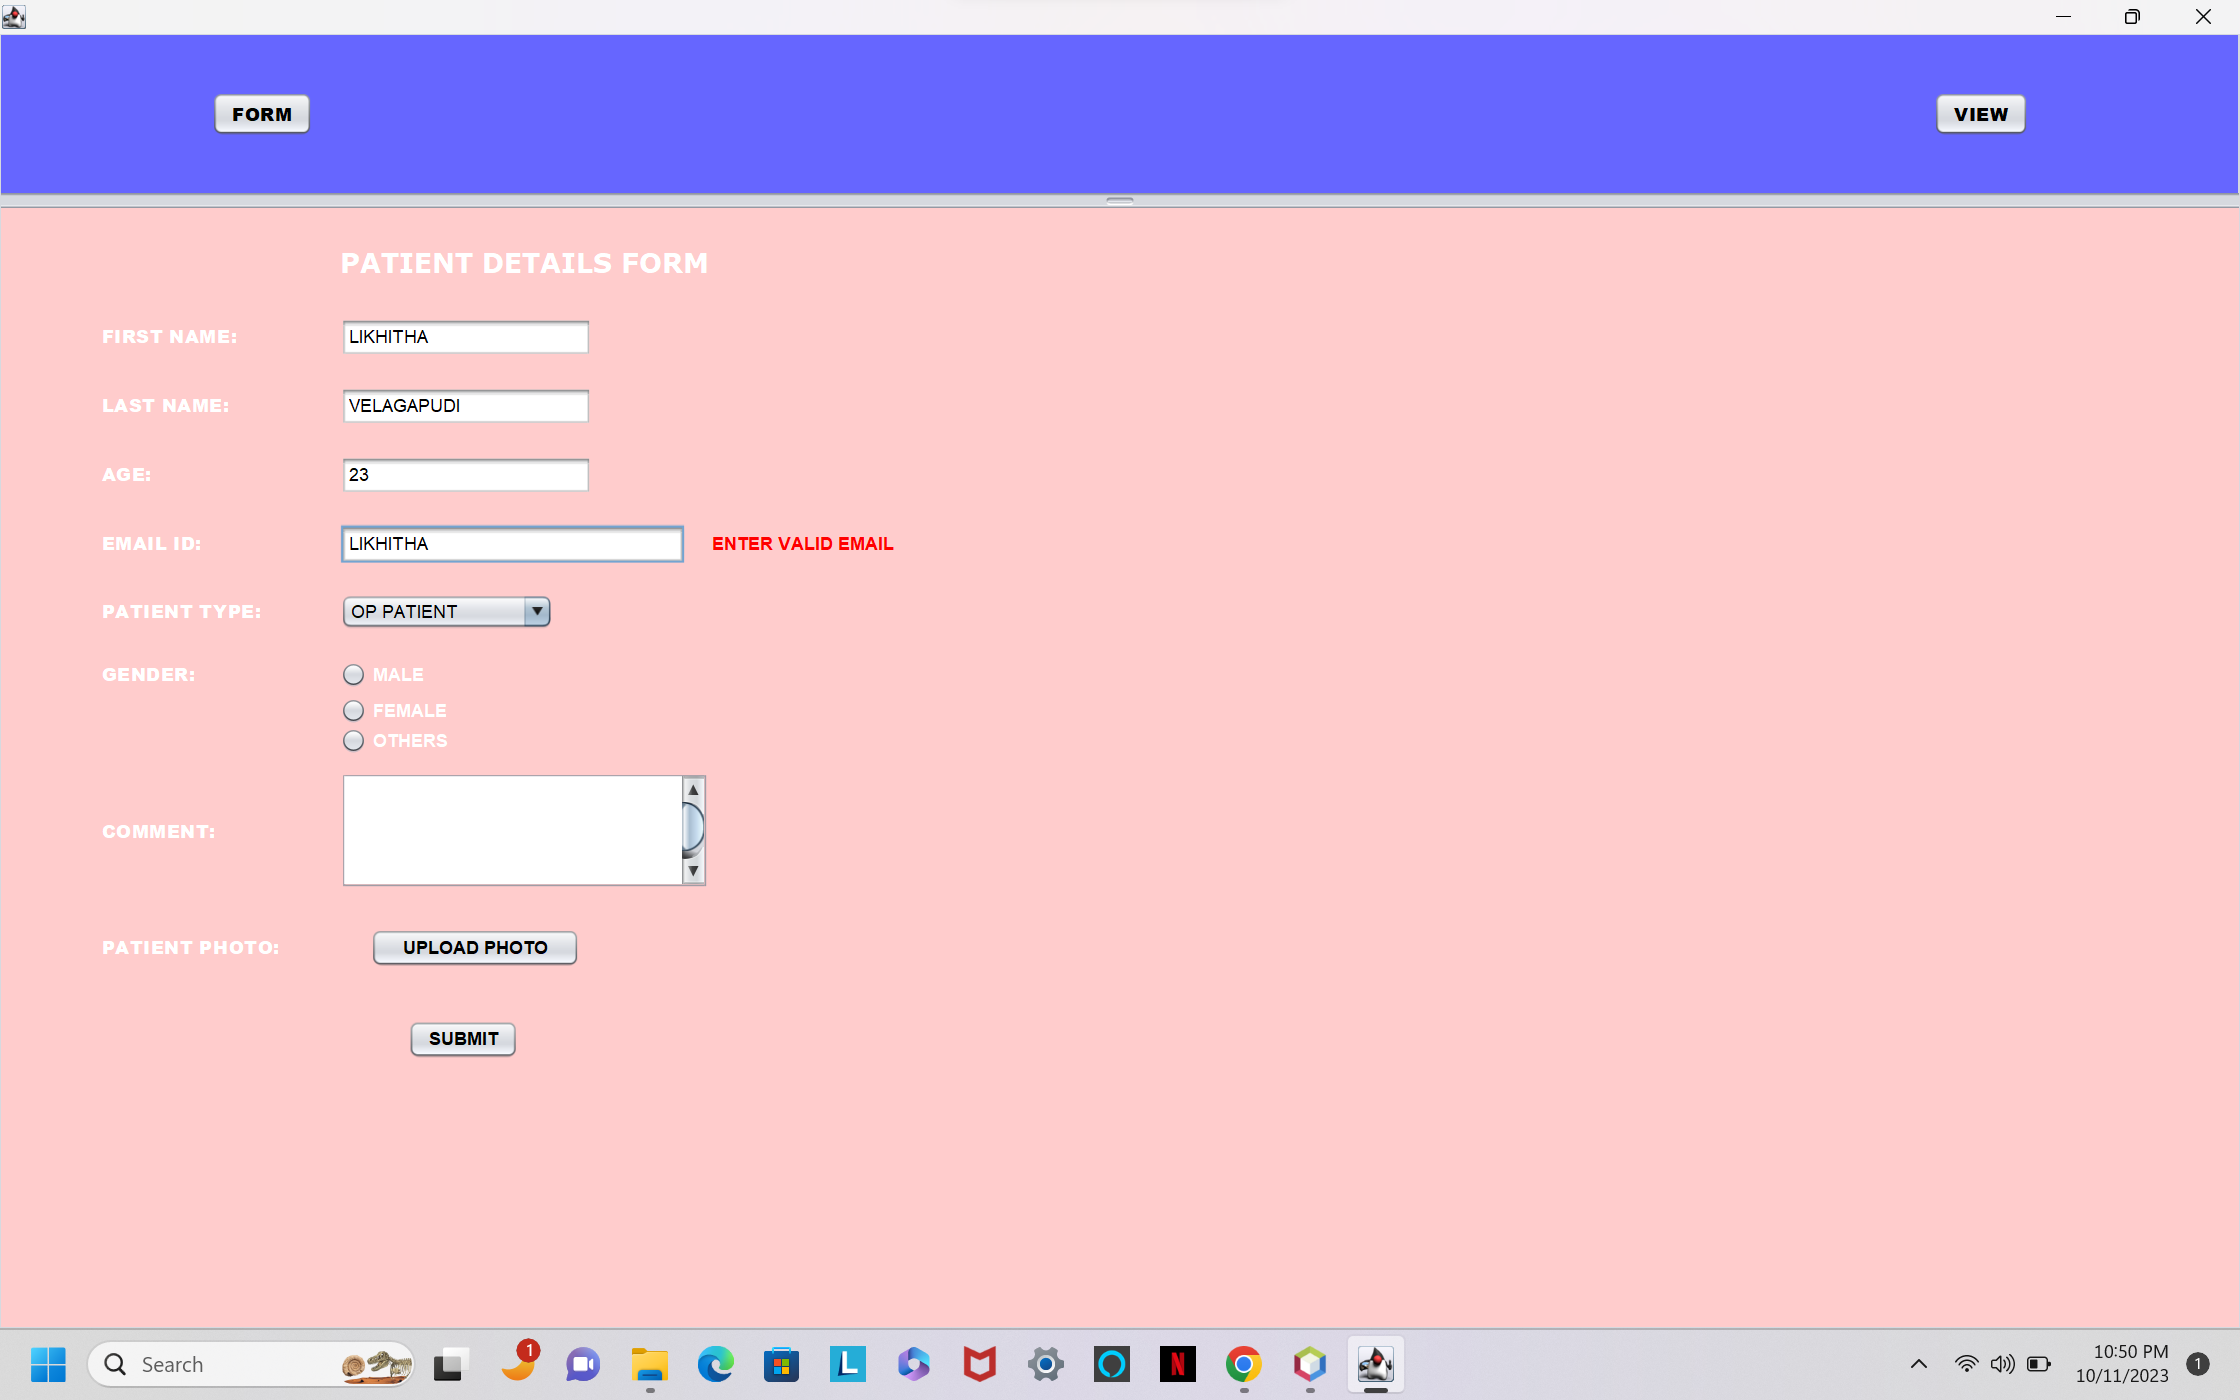 FORM
VIEW
PATIENT DETAILS FORM
FIRST NAME: LIKHITHA
LAST NAME: VELAGAPUDI
AGE: 23
EMAIL ID: LIKHITHA ENTER VALID EMAIL
PATIENT TYPE: OP PATIENT
GENDER: MALE
FEMALE
OTHERS
COMMENT:
PATIENT PHOTO: UPLOAD PHOTO
SUBMIT
Search
1
L
N
10:50 PM
10/11/2023
1